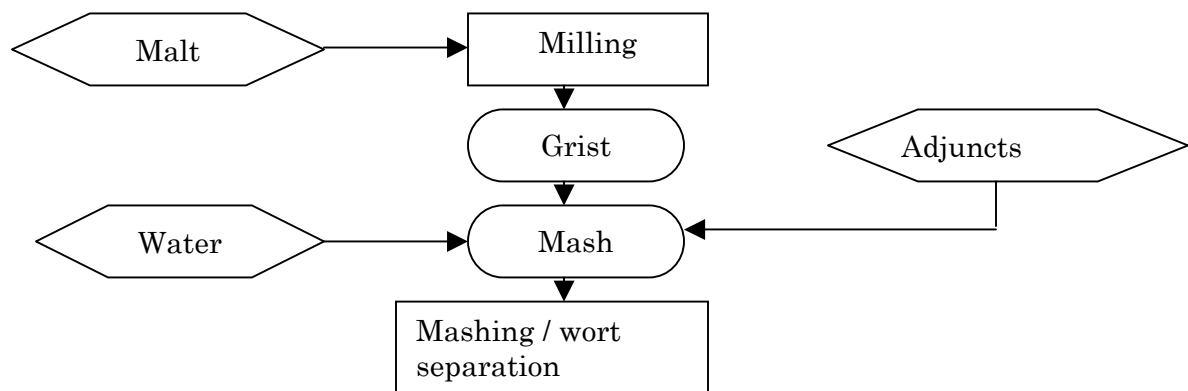 Malt
Milling
Grist
Adjuncts
Water
Mash
Mashing / wort
separation